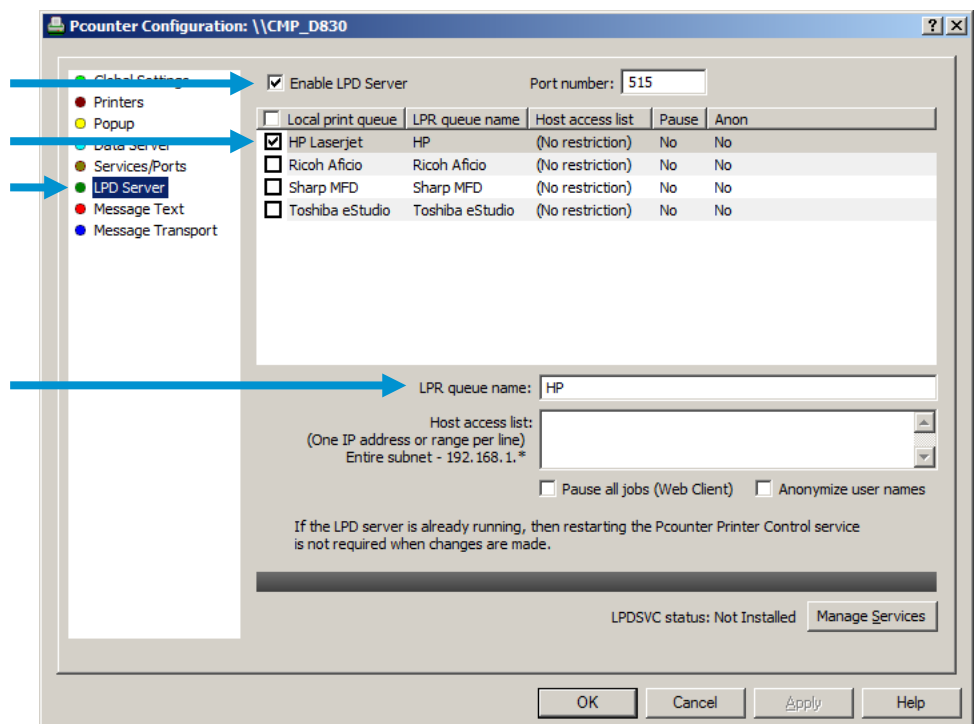 Pcounter Configuration: \\CMP_D830
Global Settings
Printers
Popup
Data Server
Services/Ports
LPD Server
Message Text
Message Transport
Enable LPD Server Port number: 515
Local print queue LPR queue name Host access list Pause Anon
HP Laserjet HP (No restriction) No No
Ricoh Aficio Ricoh Aficio (No restriction) No No
Sharp MFD Sharp MFD (No restriction) No No
Toshiba eStudio Toshiba eStudio (No restriction) No No
LPR queue name: HP
Host access list:
(One IP address or range per line)
Entire subnet - 192.168.1.*
Pause all jobs (Web Client) Anonymize user names
If the LPD server is already running, then restarting the Pcounter Printer Control service
is not required when changes are made.
LPDSVC status: Not Installed Manage Services
OK Cancel Apply Help